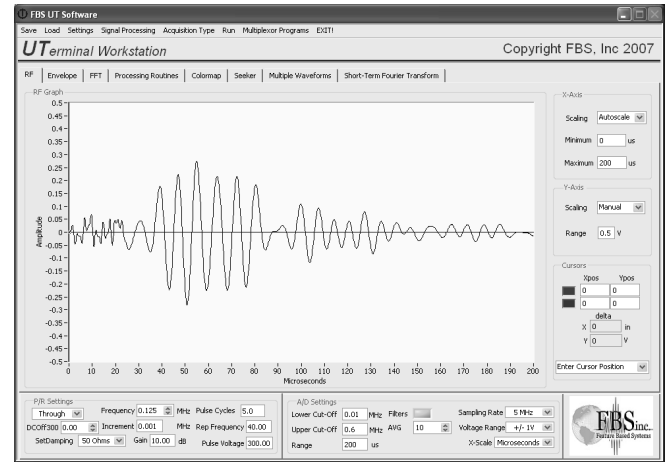 FBS UT Software
Save Load Settings Signal Processing Acquisition Type Run Multiplexor Programs EXIT!
UTerminal Workstation
Copyright FBS, Inc 2007
RF Envelope FFT Processing Routines Colormap Seeker Multiple Waveforms Short-Term Fourier Transform
RF Graph
0.5
0.45
0.4
0.35
0.3
0.25
0.2
0.15
0.1
0.05
0
-0.05
-0.1
-0.15
-0.2
-0.25
-0.3
-0.35
-0.4
-0.45
-0.5
Amplitude
0 10 20 30 40 50 60 70 80 90 100 110 120 130 140 150 160 170 180 190 200
Microseconds
X-Axis
Scaling Autoscale
Minimum 0 us
Maximum 200 us
Y-Axis
Scaling Manual
Range 0.5 V
Cursors
Xpos Ypos
0 0
0 0
delta
X 0 in
Y 0 V
Enter Cursor Position
P/R Settings
Through Frequency 0.125 MHz Pulse Cycles 5.0
DCOff300 0.00 Increment 0.001 MHz Rep Frequency 40.00
SetDamping 50 Ohms Gain 10.00 dB Pulse Voltage 300.00
A/D Settings
Lower Cut-Off 0.01 MHz Filters Sampling Rate 5 MHz
Upper Cut-Off 0.6 MHz AVG 10 Voltage Range +/- 1V
Range 200 us X-Scale Microseconds
FBS inc.
Feature Based Systems